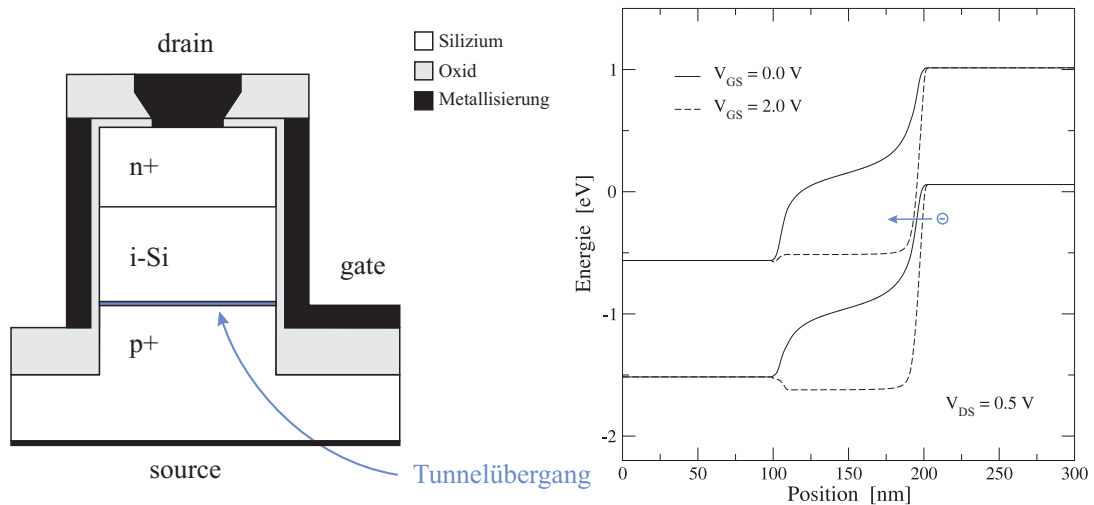 drain
Silizium
Oxid
Metallisierung
n+
i-Si
gate
p+
source
Tunnelübergang
V_GS = 0.0 V
V_GS = 2.0 V
1
0
-1
-2
Energie [eV]
⊖
V_DS = 0.5 V
0 50 100 150 200 250 300
Position [nm]